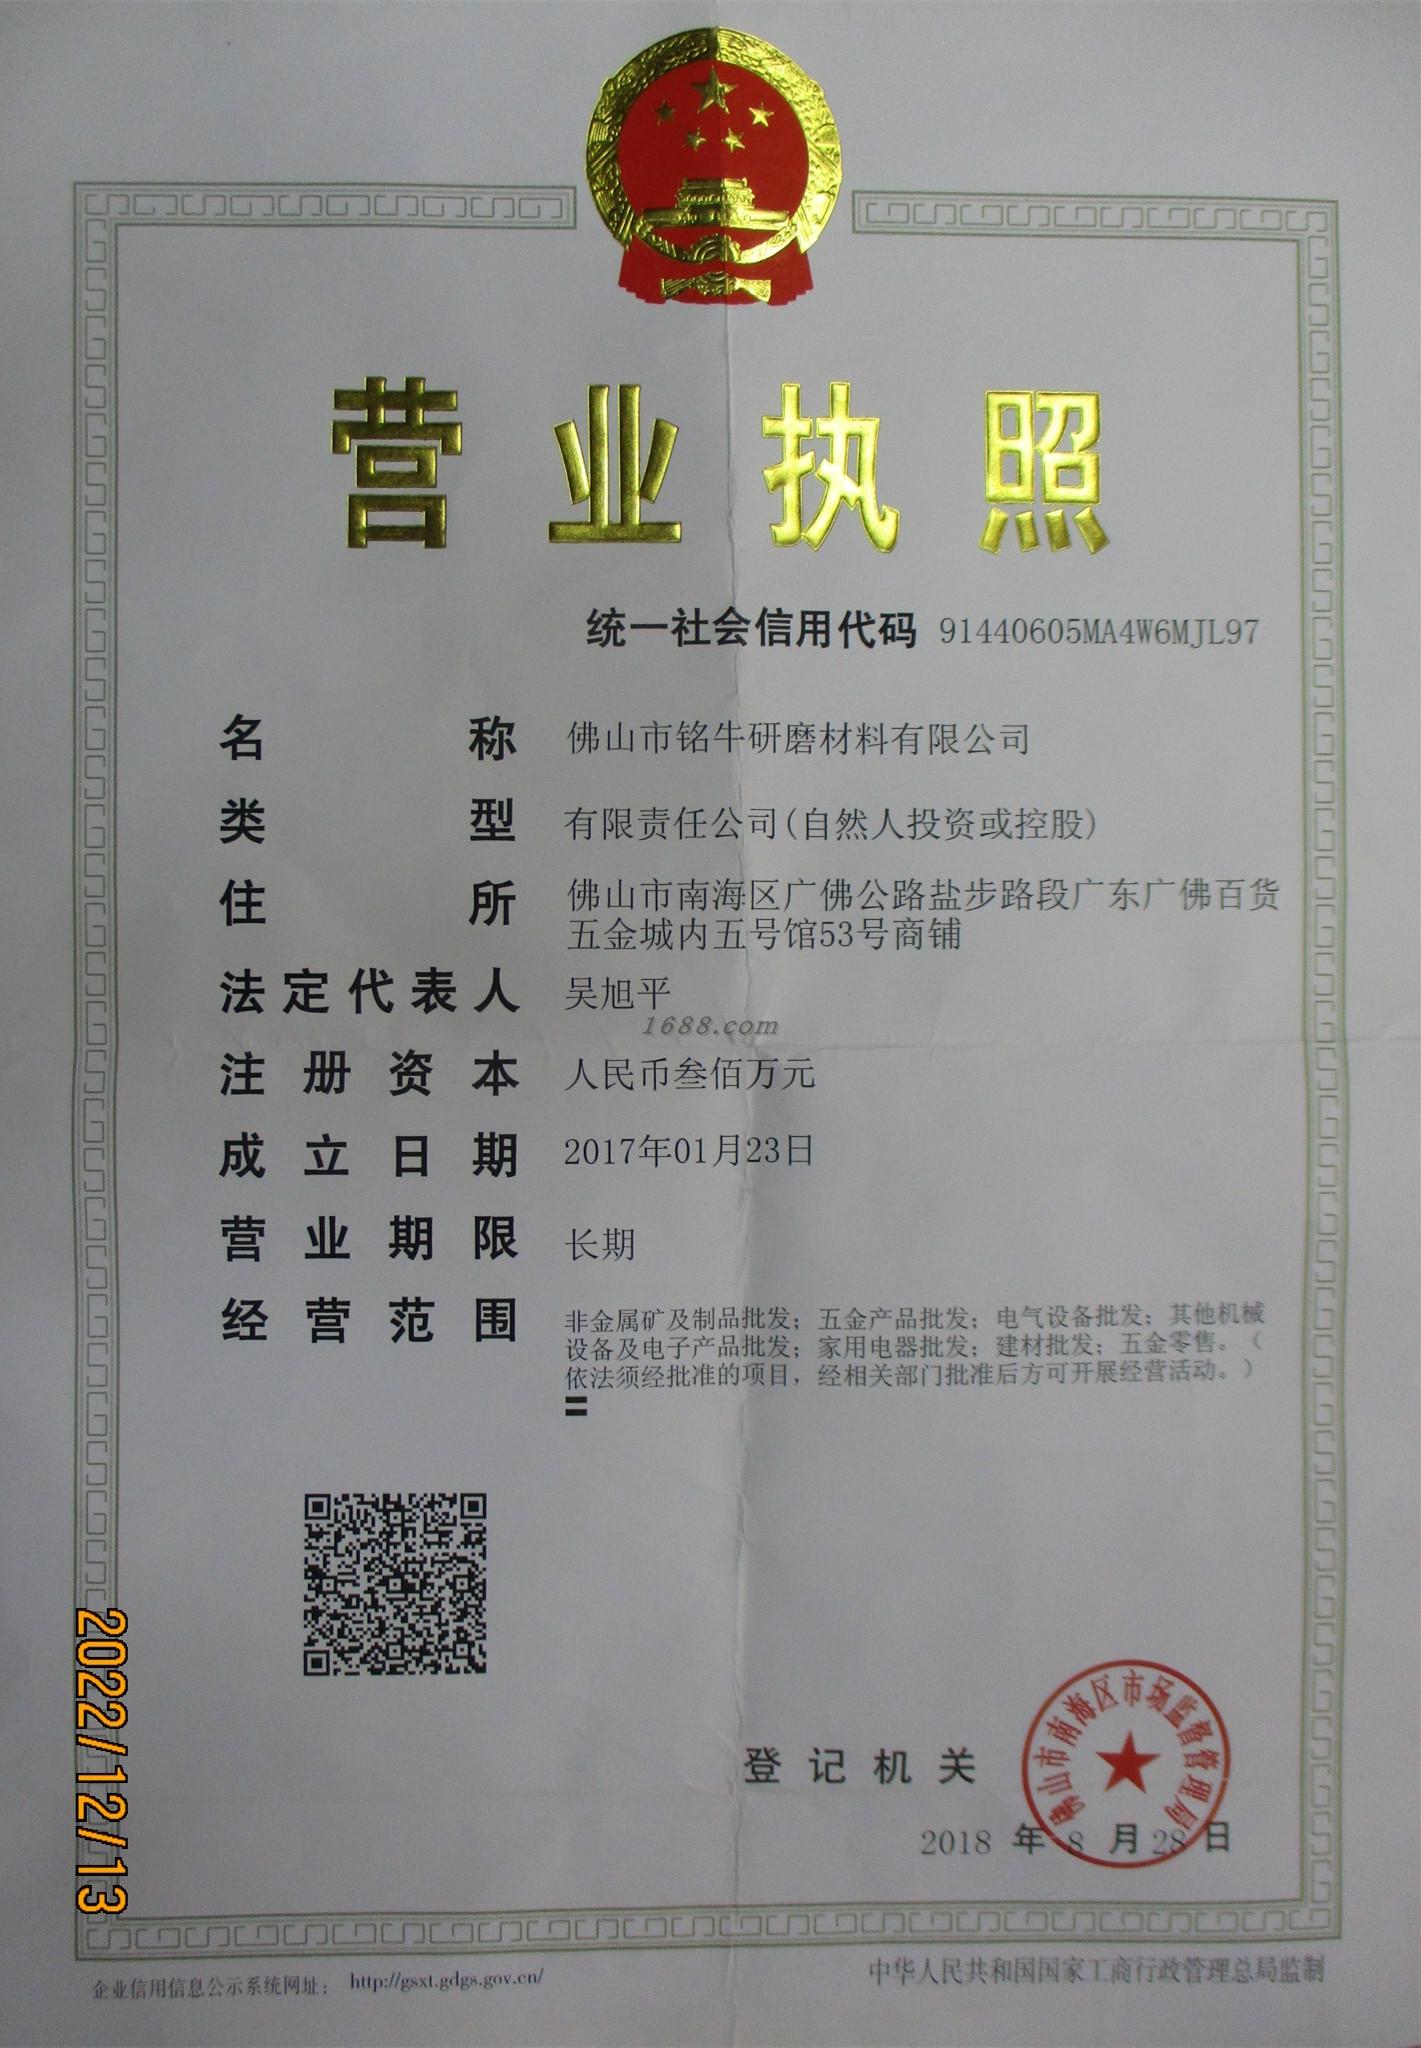 营业执照
统一社会信用代码 91440605MA4W6MJL97
名称 佛山市铭牛研磨材料有限公司
类型 有限责任公司(自然人投资或控股)
住所 佛山市南海区广佛公路盐步路段广东广佛百货
五金城内五号馆53号商铺
法定代表人 吴旭平
1688.com
注册资本 人民币叁佰万元
成立日期 2017年01月23日
营业期限 长期
经营范围 非金属矿及制品批发；五金产品批发；电气设备批发；其他机械
设备及电子产品批发；家用电器批发；建材批发；五金零售。（
依法须经批准的项目，经相关部门批准后方可开展经营活动。）
〓
佛山市南海区市场监督管理局
登记机关
2018 年 8 月 28 日
2022/12/13
企业信用信息公示系统网址： http://gsxt.gdgs.gov.cn/
中华人民共和国国家工商行政管理总局监制